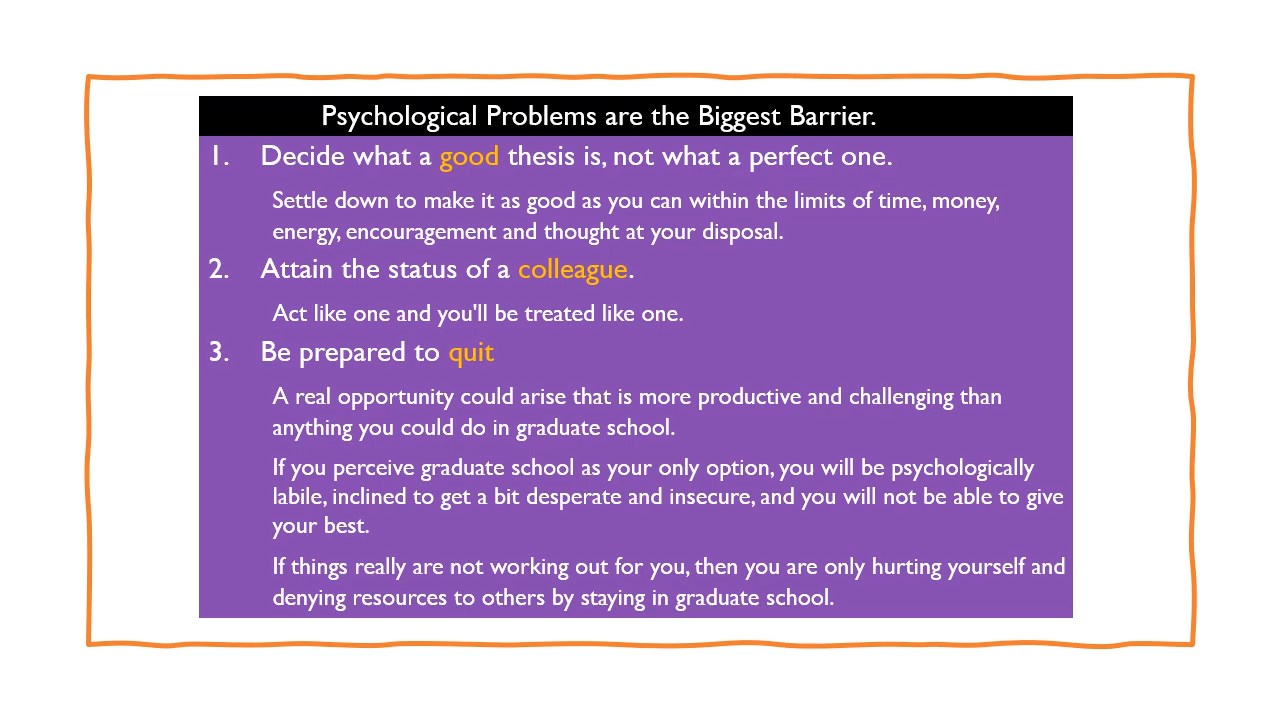 Psychological Problems are the Biggest Barrier.
1. Decide what a good thesis is, not what a perfect one.
Settle down to make it as good as you can within the limits of time, money,
energy, encouragement and thought at your disposal.
2. Attain the status of a colleague.
Act like one and you'll be treated like one.
3. Be prepared to quit
A real opportunity could arise that is more productive and challenging than
anything you could do in graduate school.
If you perceive graduate school as your only option, you will be psychologically
labile, inclined to get a bit desperate and insecure, and you will not be able to give
your best.
If things really are not working out for you, then you are only hurting yourself and
denying resources to others by staying in graduate school.